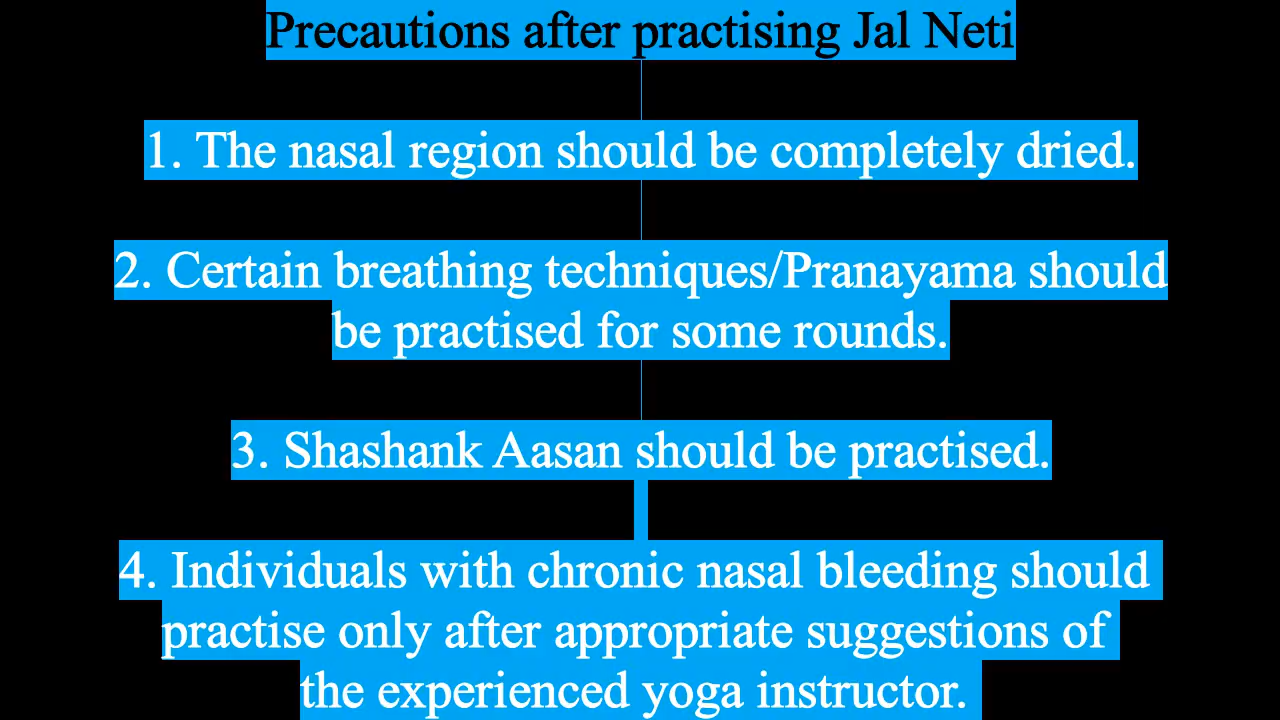 Precautions after practising Jal Neti
1. The nasal region should be completely dried.
2. Certain breathing techniques/Pranayama should
be practised for some rounds.
3. Shashank Aasan should be practised.
4. Individuals with chronic nasal bleeding should
practise only after appropriate suggestions of
the experienced yoga instructor.